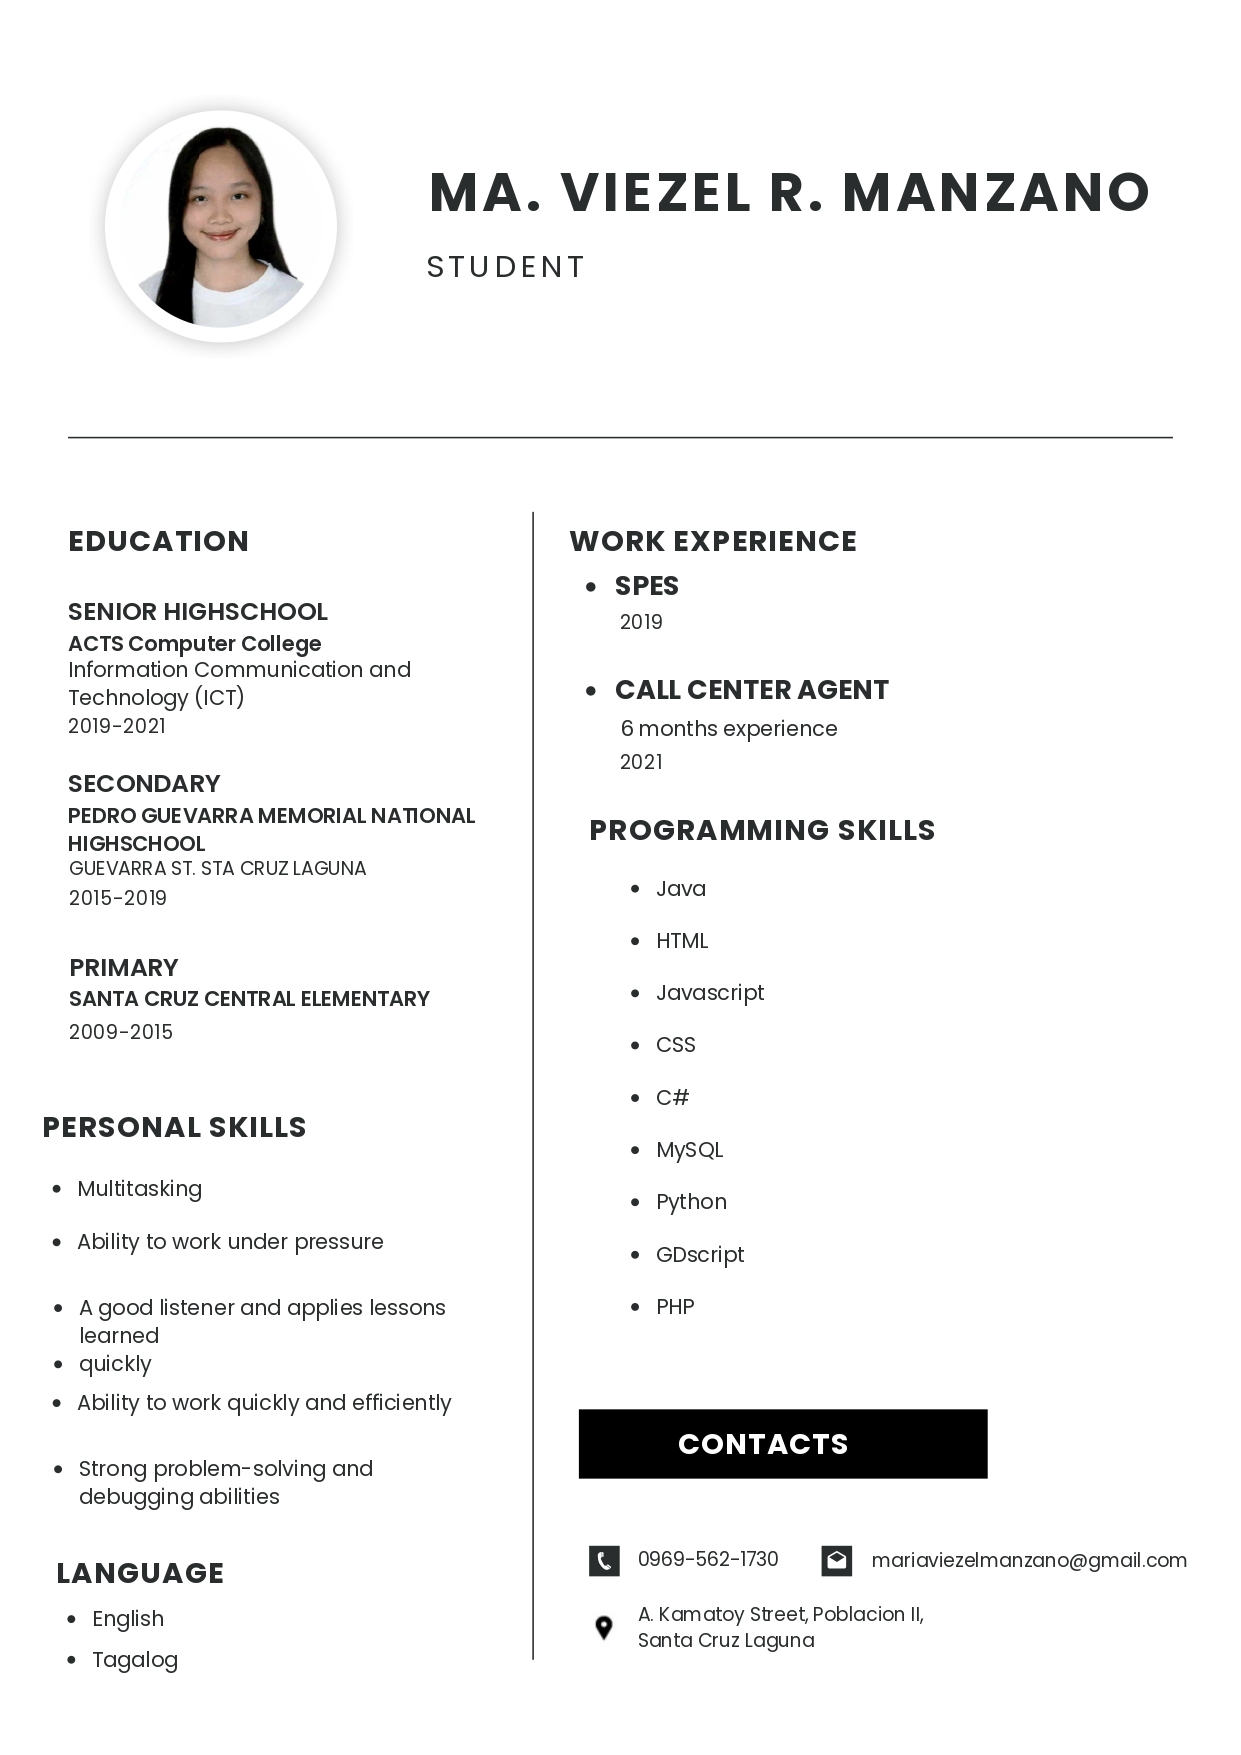 MA. VIEZEL R. MANZANO
STUDENT
EDUCATION
SENIOR HIGHSCHOOL
ACTS Computer College
Information Communication and
Technology (ICT)
2019-2021
SECONDARY
PEDRO GUEVARRA MEMORIAL NATIONAL
HIGHSCHOOL
GUEVARRA ST. STA CRUZ LAGUNA
2015-2019
PRIMARY
SANTA CRUZ CENTRAL ELEMENTARY
2009-2015
PERSONAL SKILLS
• Multitasking
• Ability to work under pressure
• A good listener and applies lessons
learned
• quickly
• Ability to work quickly and efficiently
• Strong problem-solving and
debugging abilities
LANGUAGE
• English
• Tagalog
WORK EXPERIENCE
• SPES
2019
• CALL CENTER AGENT
6 months experience
2021
PROGRAMMING SKILLS
• Java
• HTML
• Javascript
• CSS
• C#
• MySQL
• Python
• GDscript
• PHP
CONTACTS
0969-562-1730
mariaviezelmanzano@gmail.com
A. Kamatoy Street, Poblacion II,
Santa Cruz Laguna